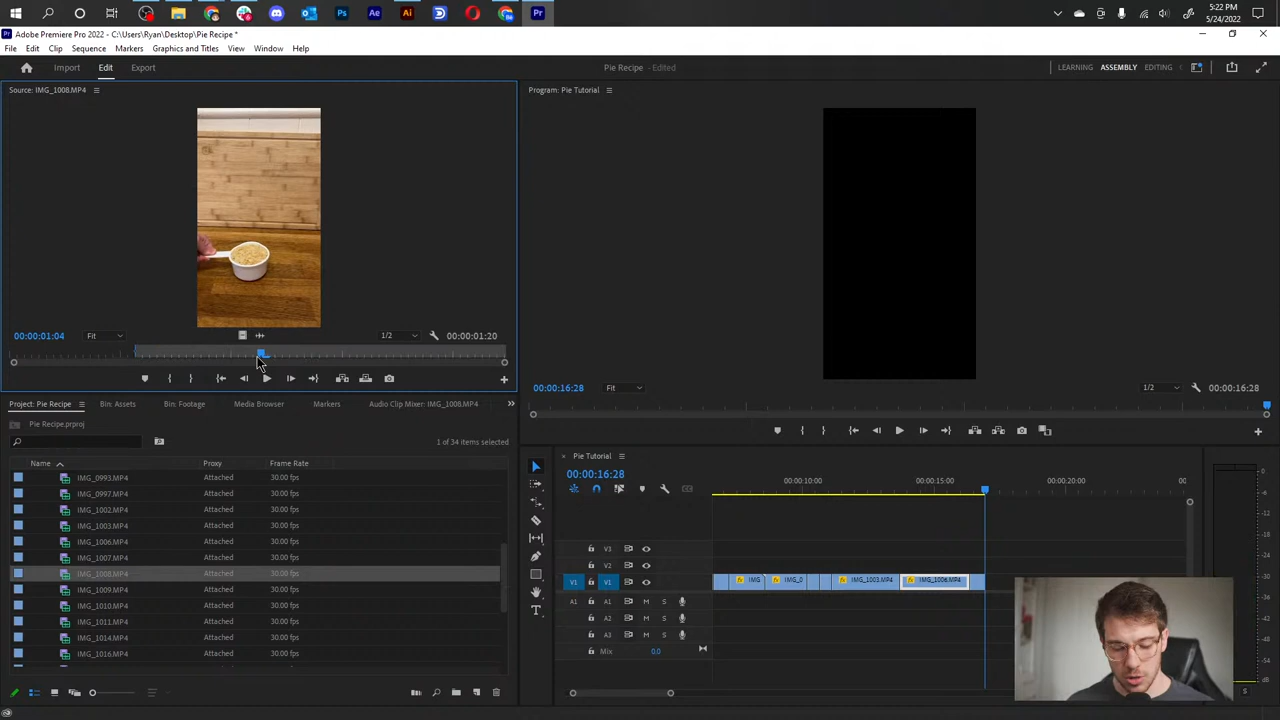 5:22 PM
5/24/2022
Adobe Premiere Pro 2022 - C:\Users\Ryan\Desktop\Pie Recipe *
File Edit Clip Sequence Markers Graphics and Titles View Window Help
Import Edit Export Pie Recipe - Edited LEARNING ASSEMBLY EDITING
Source: IMG_1008.MP4
Program: Pie Tutorial
00:00:01:04 Fit 1/2 00:00:01:20
00:00:16:28 Fit 1/2 00:00:16:28
Project: Pie Recipe Bin: Assets Bin: Footage Media Browser Markers Audio Clip Mixer: IMG_1008.MP4
Pie Recipe.prproj
1 of 34 items selected
Name Proxy Frame Rate
IMG_0993.MP4 Attached 30.00 fps
IMG_0997.MP4 Attached 30.00 fps
IMG_1002.MP4 Attached 30.00 fps
IMG_1003.MP4 Attached 30.00 fps
IMG_1006.MP4 Attached 30.00 fps
IMG_1007.MP4 Attached 30.00 fps
IMG_1008.MP4 Attached 30.00 fps
IMG_1009.MP4 Attached 30.00 fps
IMG_1010.MP4 Attached 30.00 fps
IMG_1011.MP4 Attached 30.00 fps
IMG_1014.MP4 Attached 30.00 fps
IMG_1016.MP4 Attached 30.00 fps
Pie Tutorial
00:00:16:28
00:00:10:00 00:00:15:00 00:00:20:00 00
V3
V2
V1 V1 IMG IMG_0 IMG_1003.MP4 IMG_1006.MP4
A1 M S
A2 M S
A3 M S
Mix 0.0
0
-6
-12
-18
-24
-30
-36
S